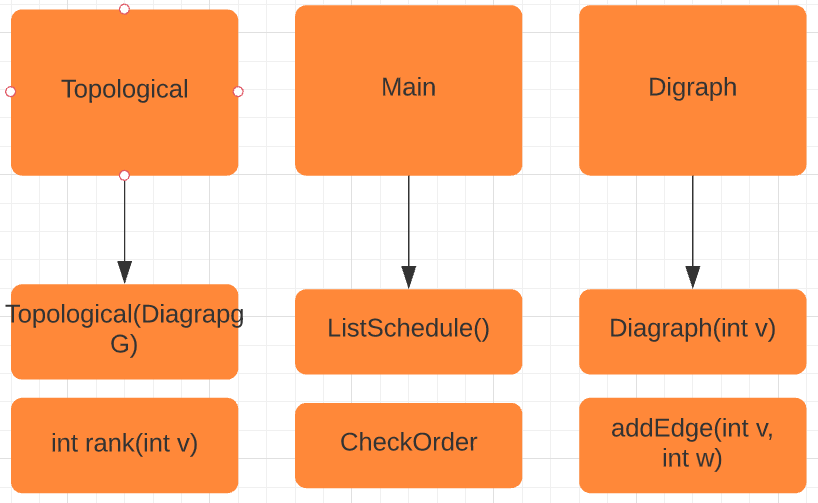 Topological
Main
Digraph
Topological(Diagrapg
G)
ListSchedule()
Diagraph(int v)
int rank(int v)
CheckOrder
addEdge(int v,
int w)